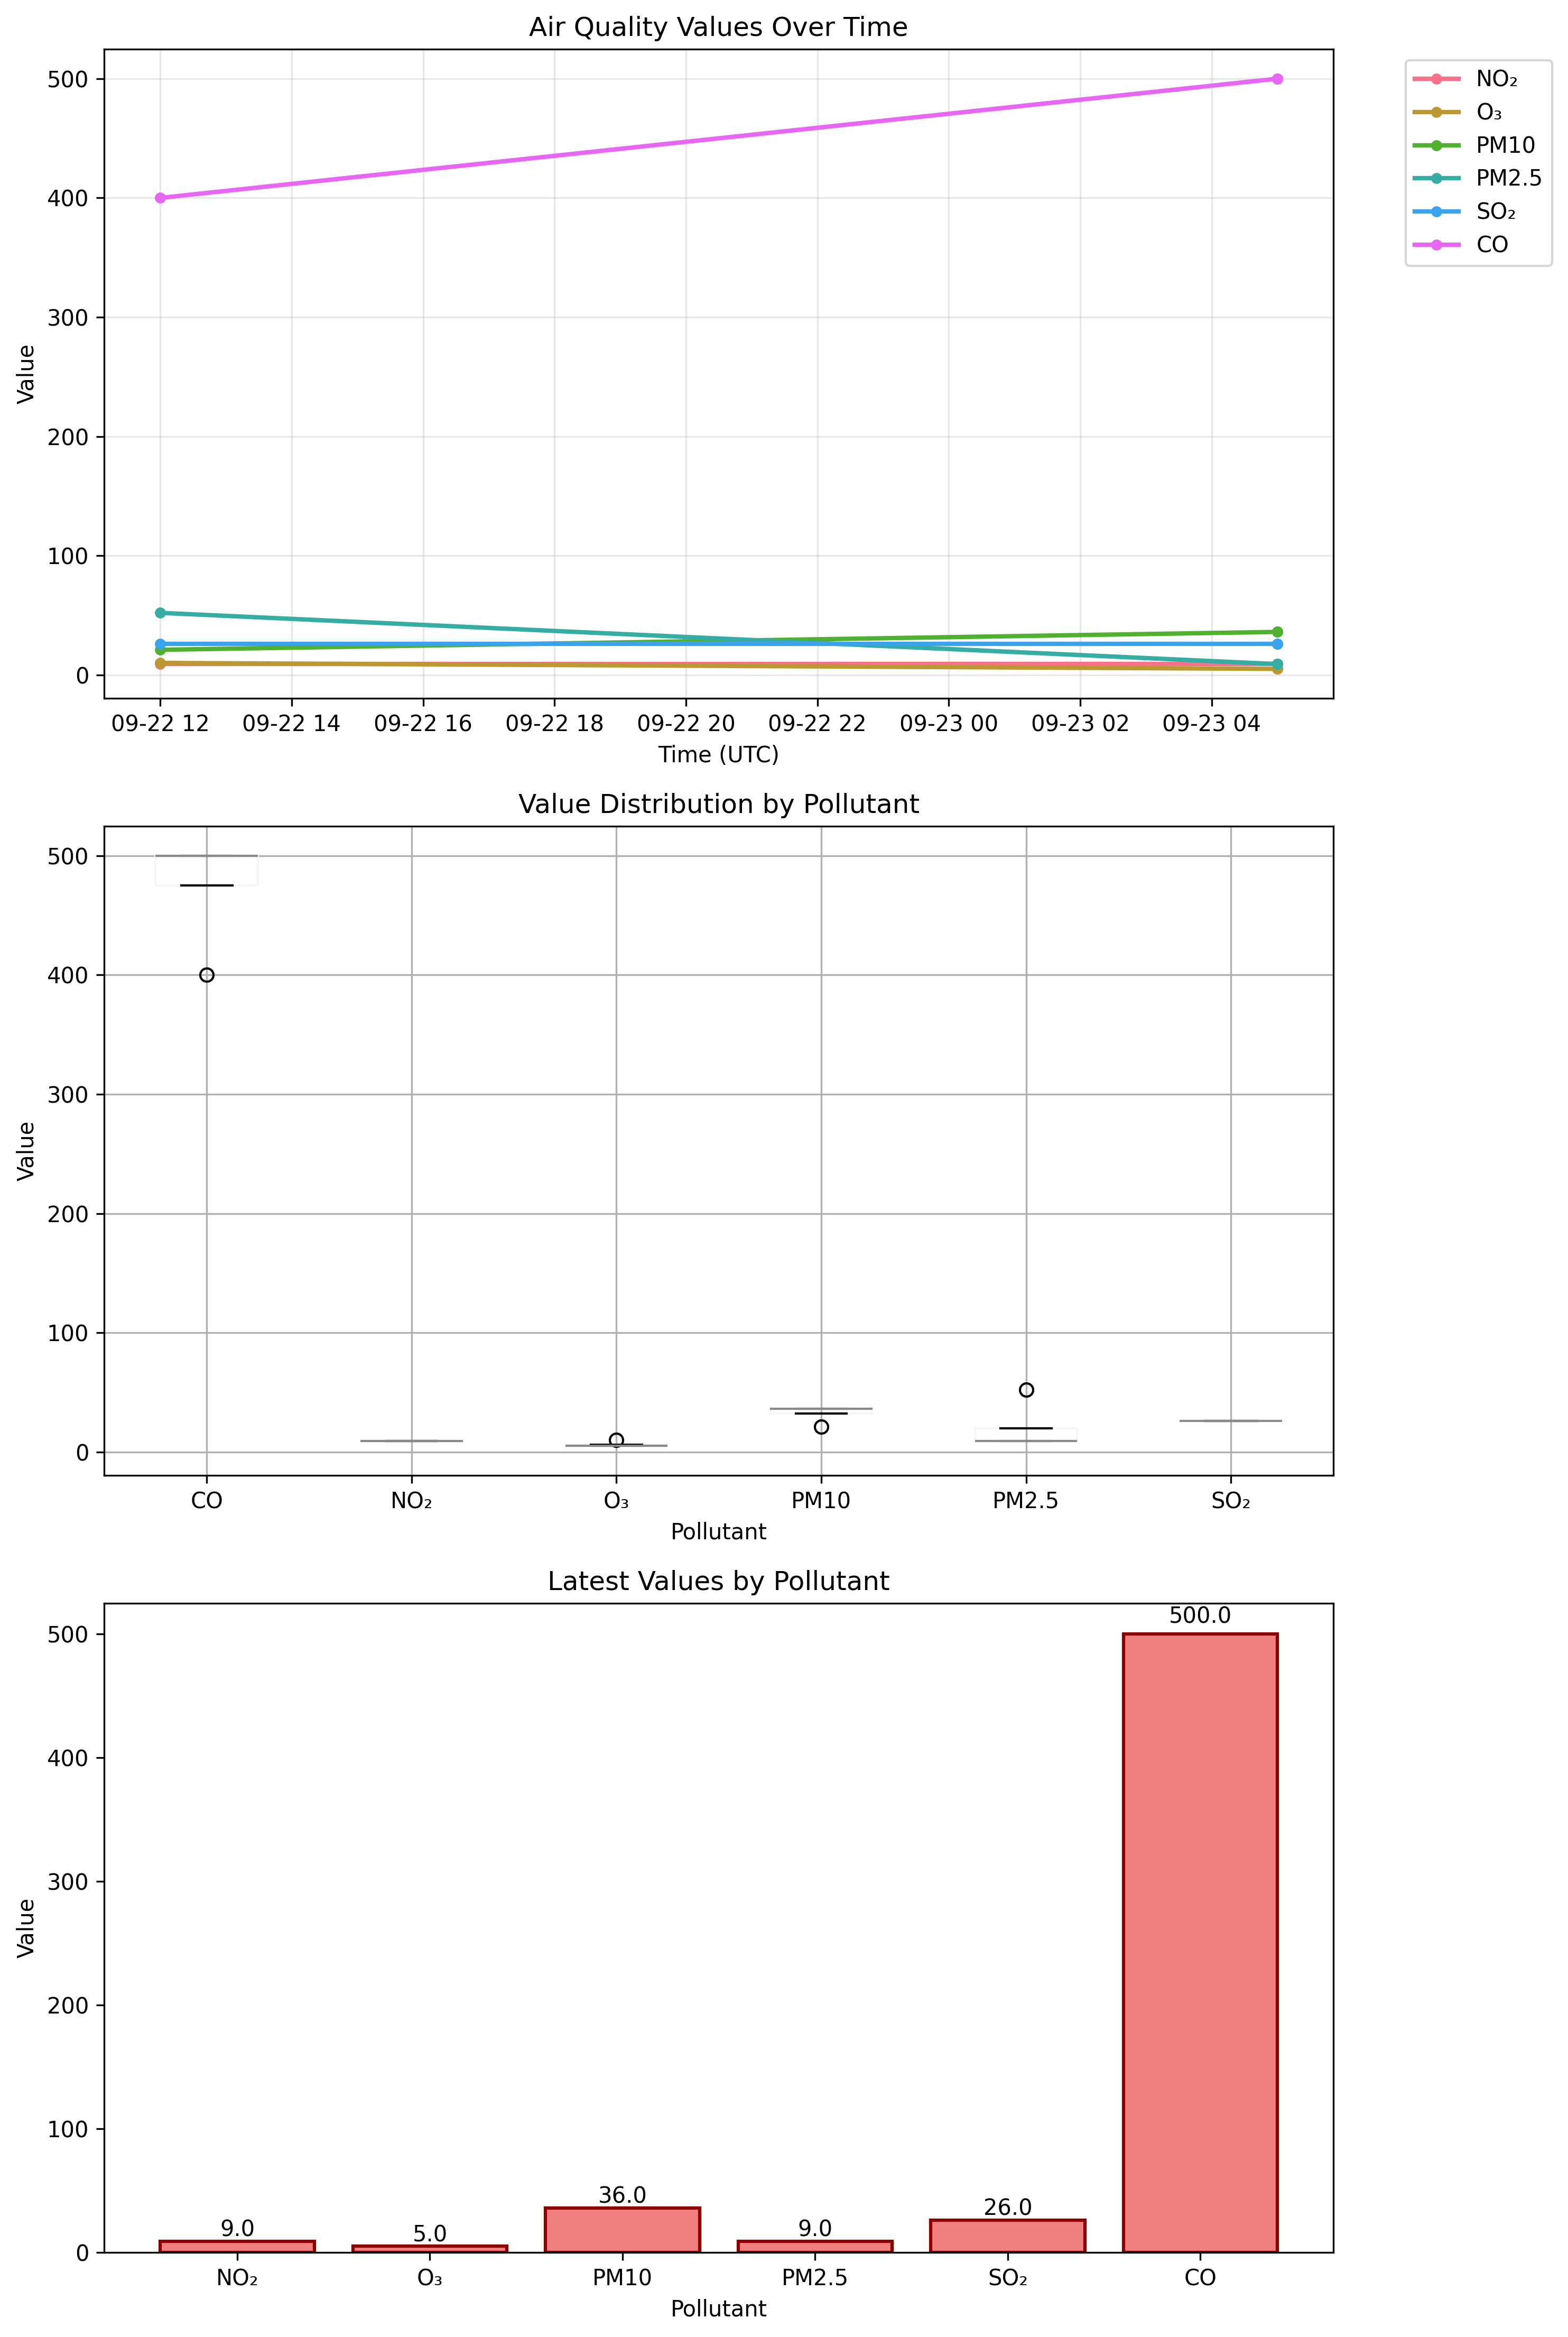 Air Quality Values Over Time
500
400
300
200
100
0
Value
09-22 12 09-22 14 09-22 16 09-22 18 09-22 20 09-22 22 09-23 00 09-23 02 09-23 04
Time (UTC)
NO₂
O₃
PM10
PM2.5
SO₂
CO
Value Distribution by Pollutant
500
400
300
200
100
0
Value
CO NO₂ O₃ PM10 PM2.5 SO₂
Pollutant
Latest Values by Pollutant
500
400
300
200
100
0
Value
9.0 5.0 36.0 9.0 26.0 500.0
NO₂ O₃ PM10 PM2.5 SO₂ CO
Pollutant